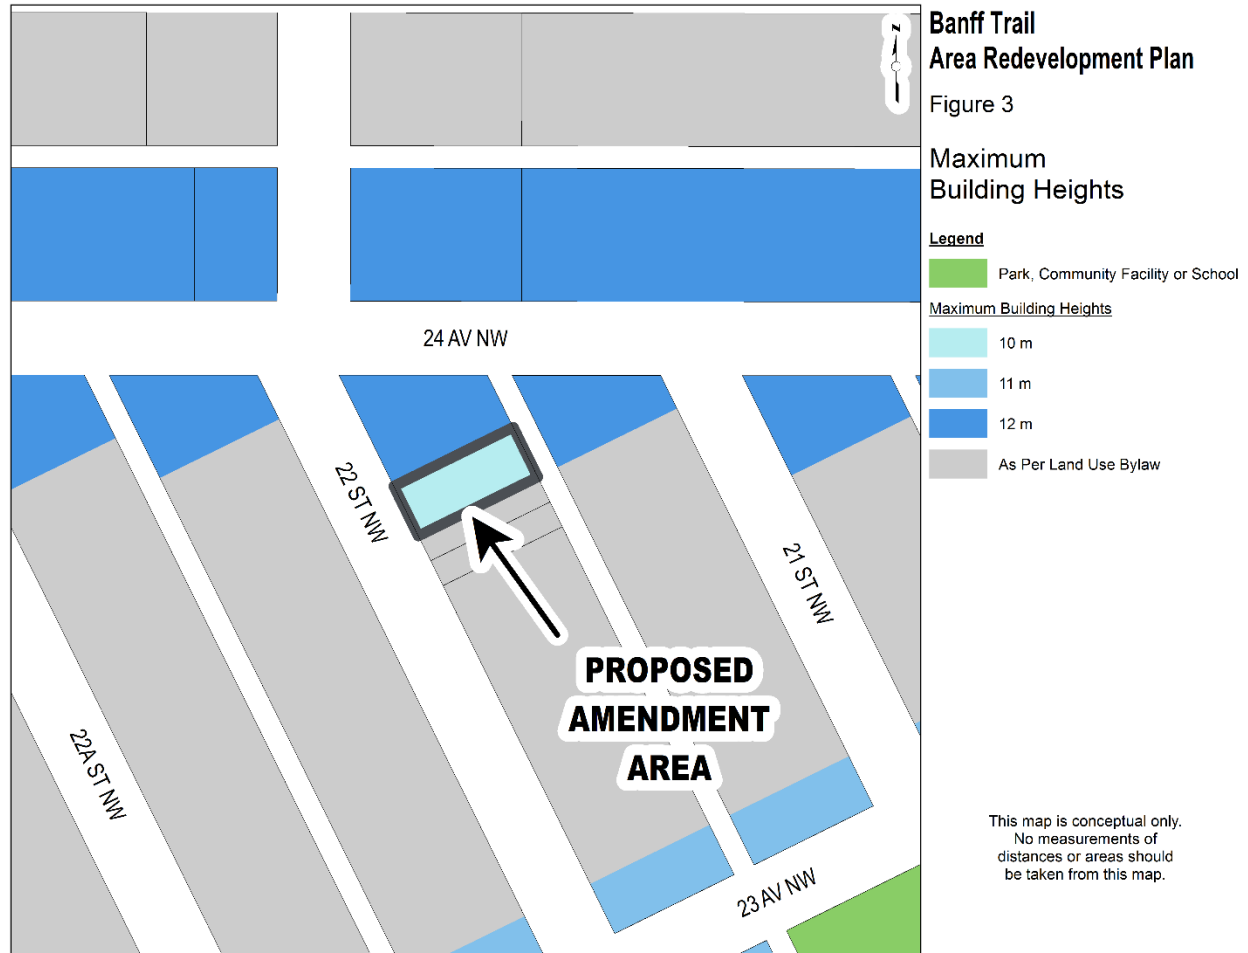 Banff Trail
Area Redevelopment Plan
Figure 3
Maximum
Building Heights
Legend
Park, Community Facility or School
Maximum Building Heights
10 m
11 m
12 m
As Per Land Use Bylaw
N
24 AV NW
22 ST NW
21 ST NW
22A ST NW
PROPOSED
AMENDMENT
AREA
23 AV NW
This map is conceptual only.
No measurements of
distances or areas should
be taken from this map.